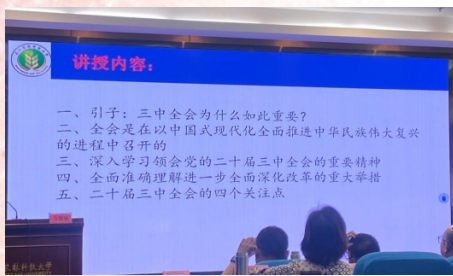 讲授内容：
一、引子：三中全会为什么如此重要？
二、全会是在以中国式现代化全面推进中华民族伟大复兴
的进程中召开的
三、深入学习领会党的二十届三中全会的重要精神
四、全面准确理解进一步全面深化改革的重大举措
五、二十届三中全会的四个关注点
科技大学